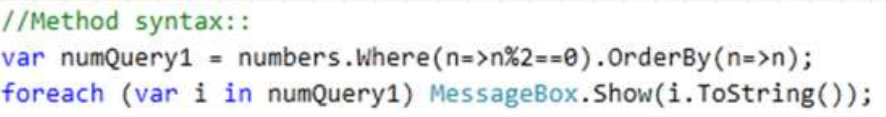 //Method syntax::
var numQuery1 = numbers.Where(n=>n%2==0).OrderBy(n=>n);
foreach (var i in numQuery1) MessageBox.Show(i.ToString());